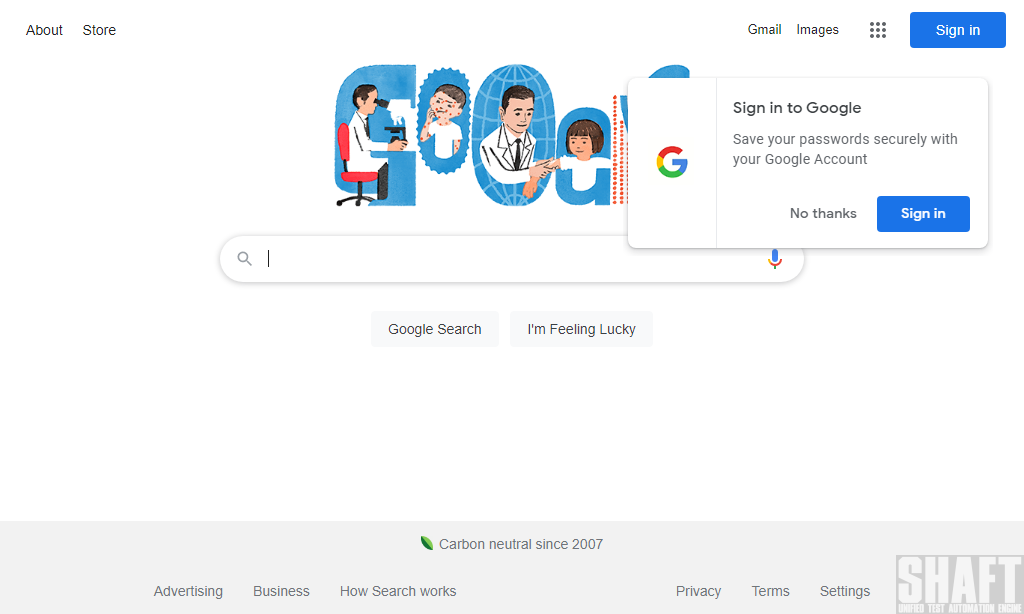 About Store
Gmail Images
Sign in
Google
Sign in to Google
Save your passwords securely with
your Google Account
No thanks Sign in
Google Search I'm Feeling Lucky
Carbon neutral since 2007
Advertising Business How Search works
Privacy Terms Settings
SHAFT
UNIFIED TEST AUTOMATION ENGINE